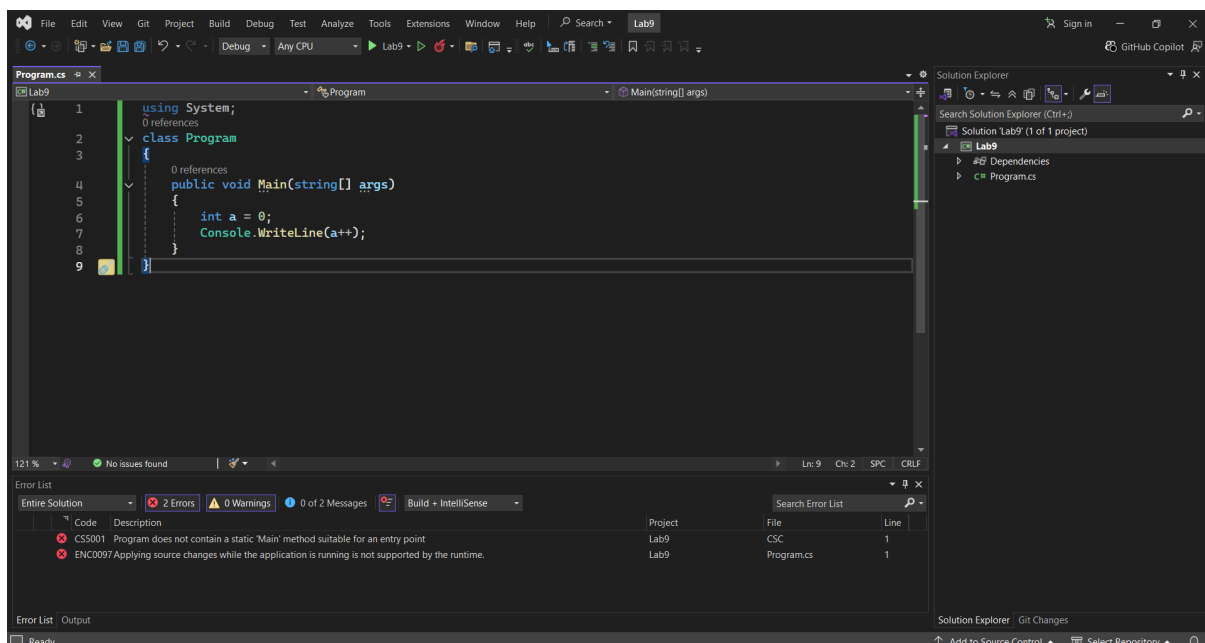 File Edit View Git Project Build Debug Test Analyze Tools Extensions Window Help Search Lab9 Sign in
Debug Any CPU Lab9 GitHub Copilot
Program.cs
Lab9 Program Main(string[] args)
1 using System;
0 references
2 class Program
3 {
0 references
4 public void Main(string[] args)
5 {
6 int a = 0;
7 Console.WriteLine(a++);
8 }
9 }
121 % No issues found Ln: 9 Ch: 2 SPC CRLF
Solution Explorer
Search Solution Explorer (Ctrl+;)
Solution 'Lab9' (1 of 1 project)
C# Lab9
Dependencies
C# Program.cs
Error List
Entire Solution 2 Errors 0 Warnings 0 of 2 Messages Build + IntelliSense Search Error List
Code Description Project File Line
CS5001 Program does not contain a static 'Main' method suitable for an entry point Lab9 CSC 1
ENC0097 Applying source changes while the application is running is not supported by the runtime. Lab9 Program.cs 1
Error List Output
Solution Explorer Git Changes
Ready Add to Source Control Select Repository